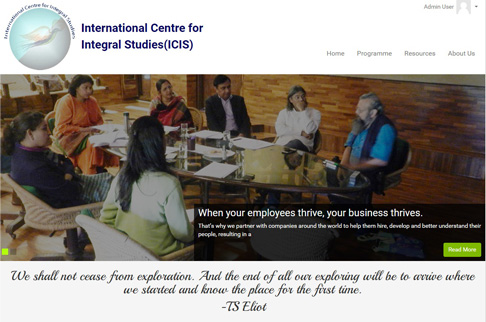 International Centre for Integral Studies
International Centre for
Integral Studies(ICIS)
Admin User
Home Programme Resources About Us
When your employees thrive, your business thrives.
That's why we partner with companies around the world to help them hire, develop and better understand their
people, resulting in a
Read More
We shall not cease from exploration. And the end of all our exploring will be to arrive where
we started and know the place for the first time.
-TS Eliot